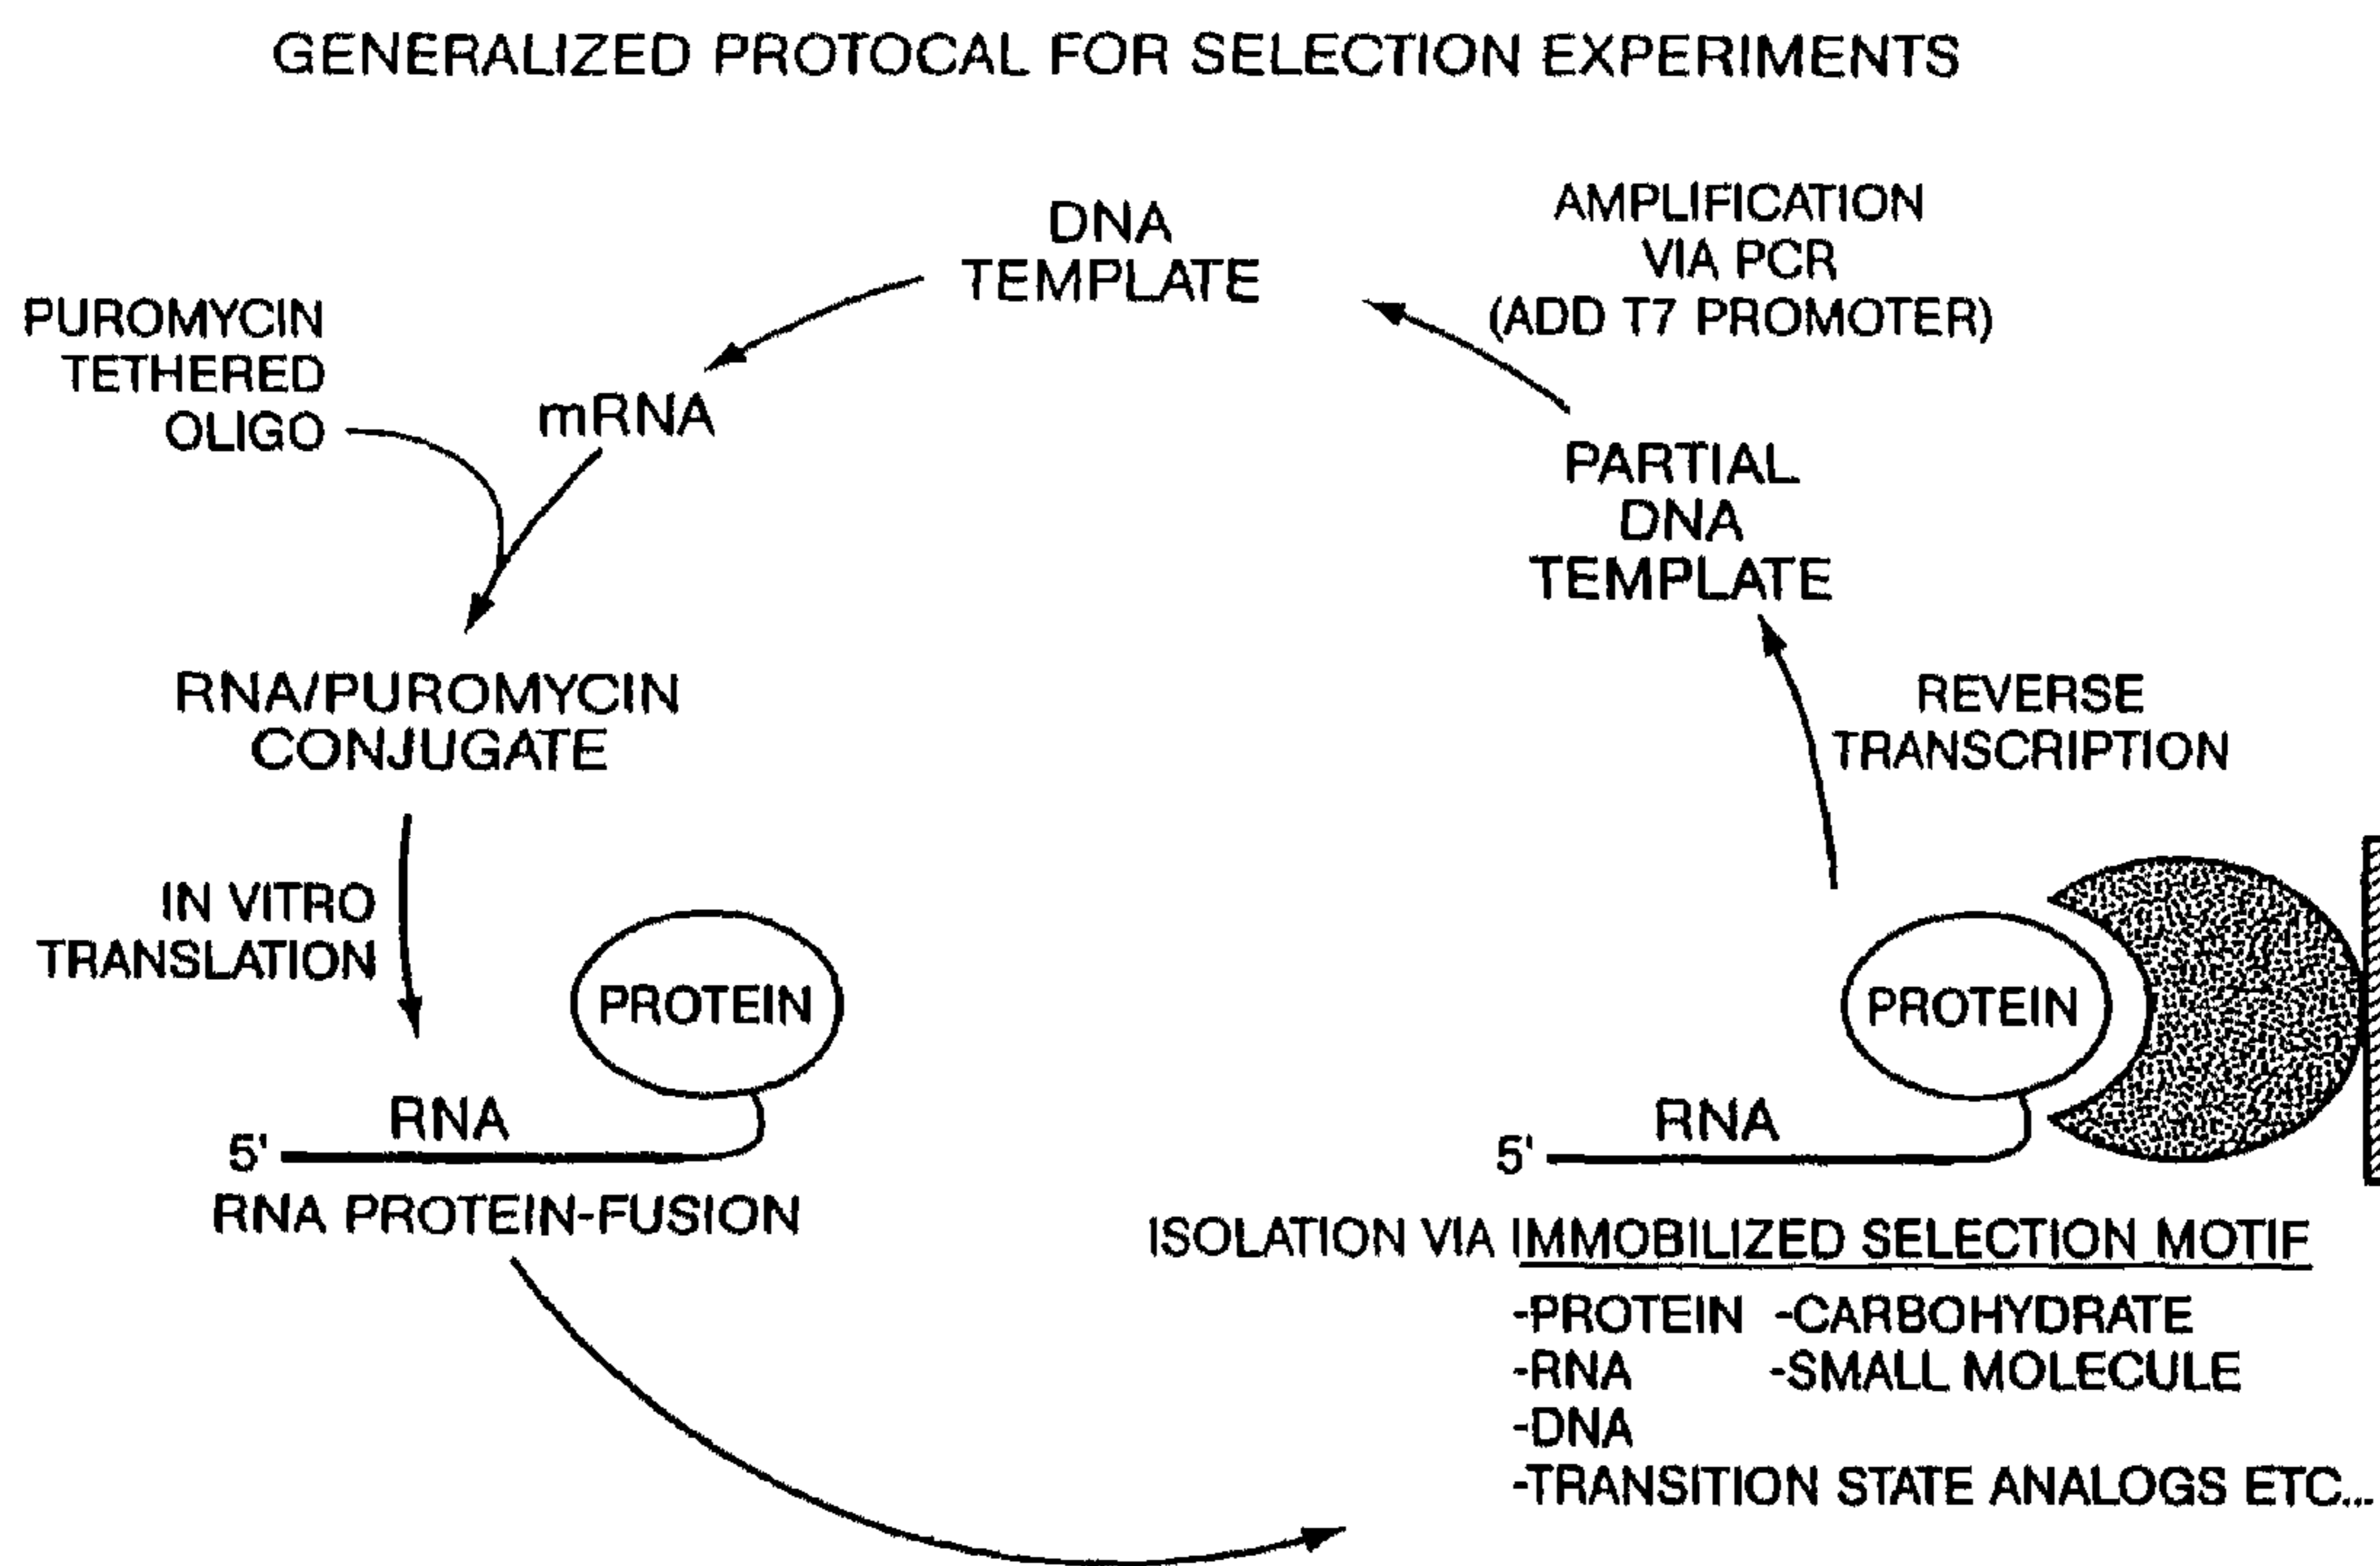 GENERALIZED PROTOCAL FOR SELECTION EXPERIMENTS
DNA
TEMPLATE
AMPLIFICATION
VIA PCR
(ADD T7 PROMOTER)
PUROMYCIN
TETHERED
OLIGO
mRNA
PARTIAL
DNA
TEMPLATE
RNA/PUROMYCIN
CONJUGATE
REVERSE
TRANSCRIPTION
IN VITRO
TRANSLATION
PROTEIN
RNA
5'
RNA PROTEIN-FUSION
PROTEIN
RNA
5'
ISOLATION VIA IMMOBILIZED SELECTION MOTIF
-PROTEIN -CARBOHYDRATE
-RNA -SMALL MOLECULE
-DNA
-TRANSITION STATE ANALOGS ETC...